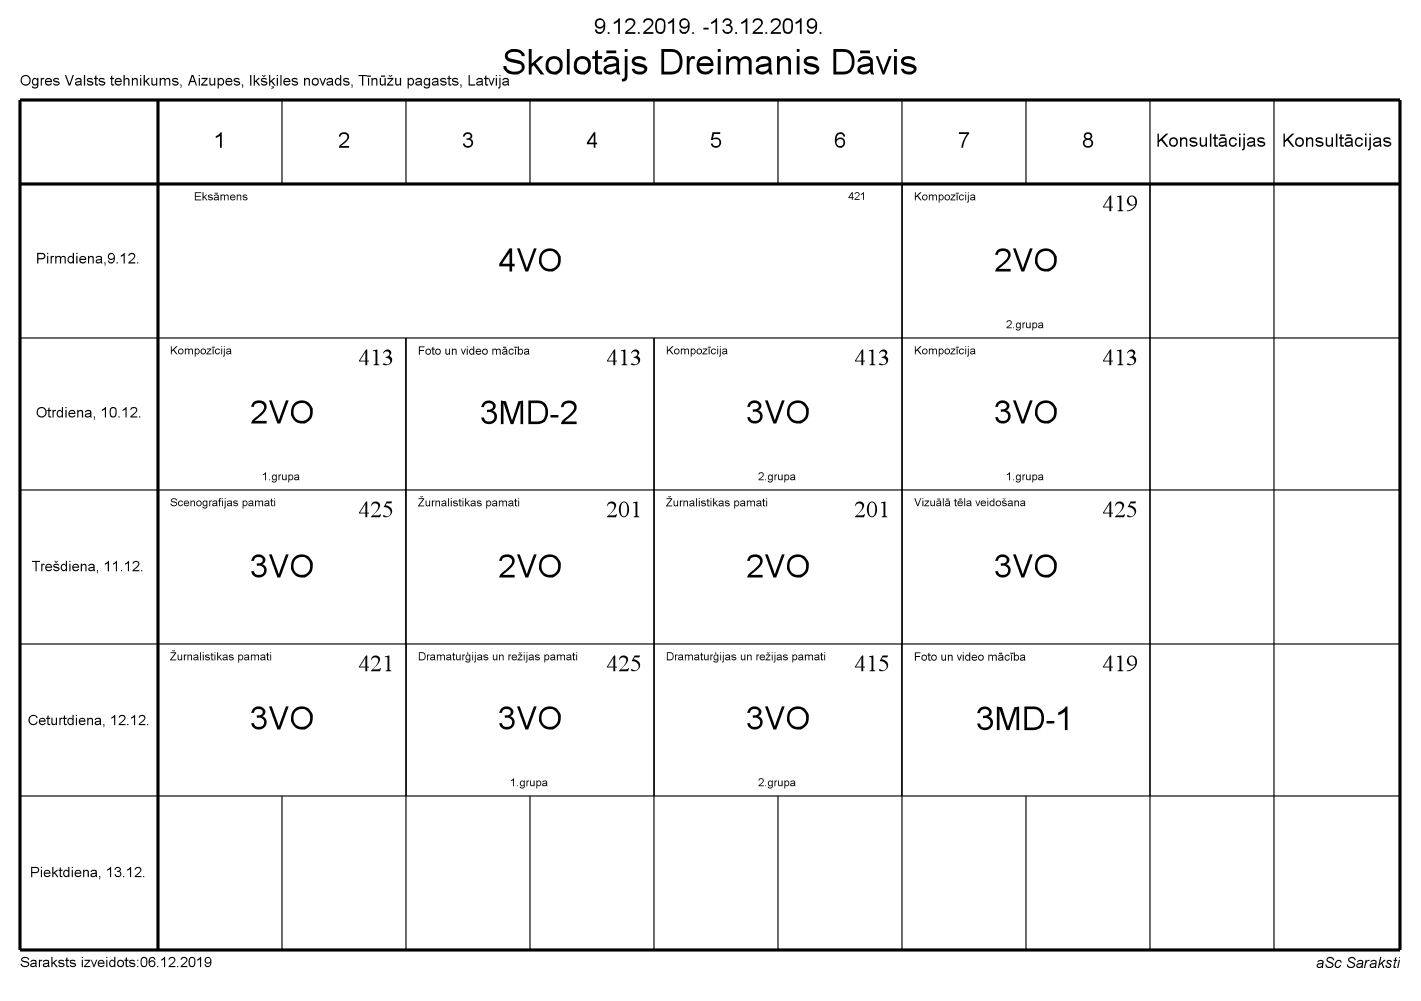 9.12.2019. -13.12.2019.
Skolotājs Dreimanis Dāvis
Ogres Valsts tehnikums, Aizupes, Ikšķiles novads, Tīnūžu pagasts, Latvija
1 2 3 4 5 6 7 8 Konsultācijas Konsultācijas
Pirmdiena,9.12.
Eksāmens 421
4VO
Kompozīcija 419
2VO
2.grupa
Otrdiena, 10.12.
Kompozīcija 413
2VO
1.grupa
Foto un video mācība 413
3MD-2
Kompozīcija 413
3VO
2.grupa
Kompozīcija 413
3VO
1.grupa
Trešdiena, 11.12.
Scenografijas pamati 425
3VO
Žurnalistikas pamati 201
2VO
Žurnalistikas pamati 201
2VO
Vizuālā tēla veidošana 425
3VO
Ceturtdiena, 12.12.
Žurnalistikas pamati 421
3VO
Dramaturģijas un režijas pamati 425
3VO
1.grupa
Dramaturģijas un režijas pamati 415
3VO
2.grupa
Foto un video mācība 419
3MD-1
Piektdiena, 13.12.
Saraksts izveidots:06.12.2019
aSc Saraksti